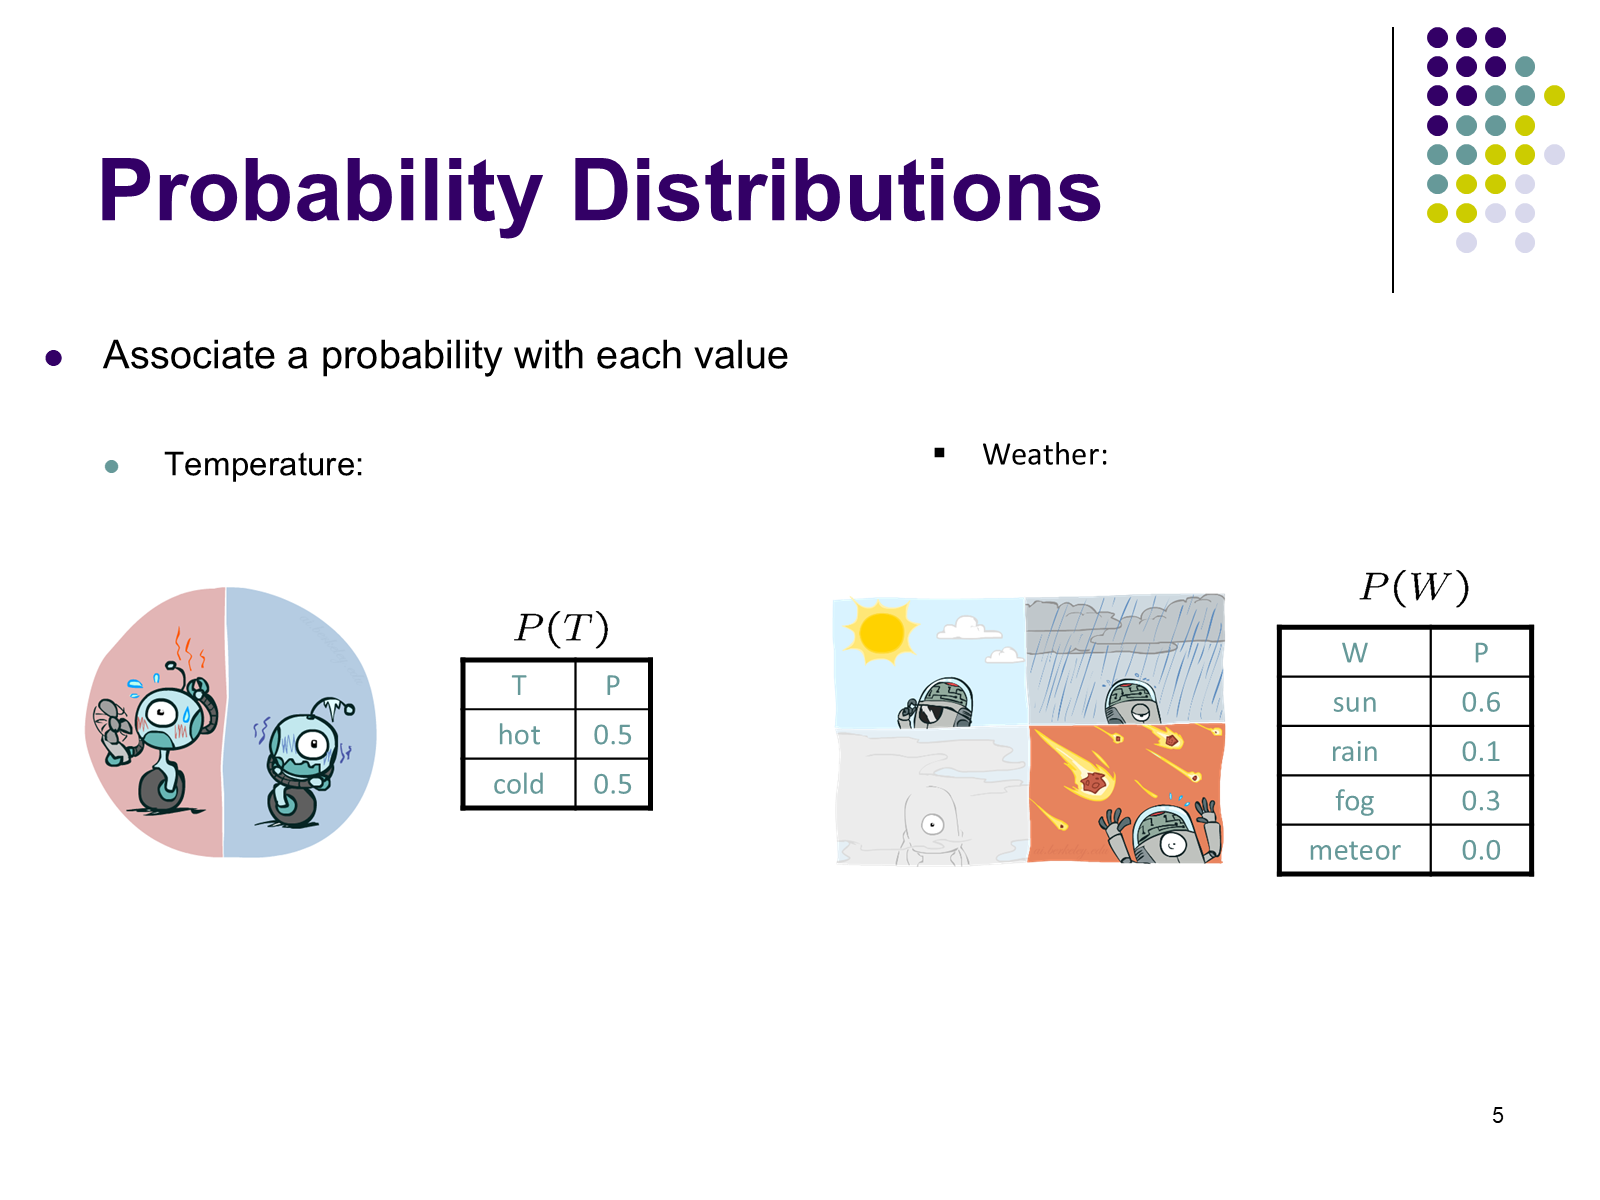 Probability Distributions
Associate a probability with each value
Temperature:
P(T)
T P
hot 0.5
cold 0.5
Weather:
P(W)
W P
sun 0.6
rain 0.1
fog 0.3
meteor 0.0
5